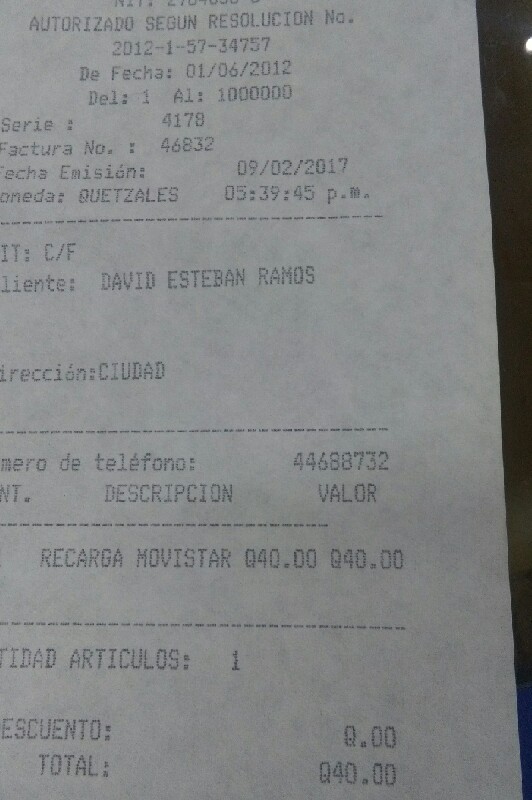 AUTORIZADO SEGUN RESOLUCION No.
2012-1-57-34757
De Fecha: 01/06/2012
Del: 1 Al: 1000000
Serie : 4178
Factura No. : 46832
Fecha Emisión: 09/02/2017
oneda: QUETZALES 05:39:45 p.m.
IT: C/F
liente: DAVID ESTEBAN RAMOS
irección:CIUDAD
mero de teléfono: 44688732
NT. DESCRIPCION VALOR
RECARGA MOVISTAR Q40.00 Q40.00
TIDAD ARTICULOS: 1
ESCUENTO: Q.00
TOTAL: Q40.00